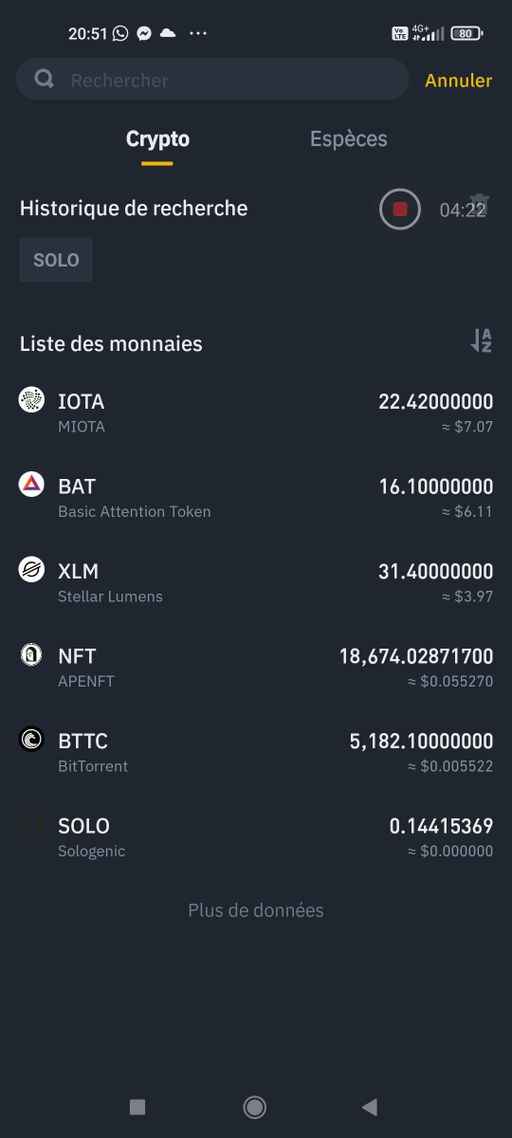 20:51
Vo LTE 4G+ 80
Rechercher Annuler
Crypto Espèces
Historique de recherche 04:22
SOLO
Liste des monnaies A Z
IOTA 22.42000000
MIOTA ≈ $7.07
BAT 16.10000000
Basic Attention Token ≈ $6.11
XLM 31.40000000
Stellar Lumens ≈ $3.97
NFT 18,674.02871700
APENFT ≈ $0.055270
BTTC 5,182.10000000
BitTorrent ≈ $0.005522
SOLO 0.14415369
Sologenic ≈ $0.000000
Plus de données